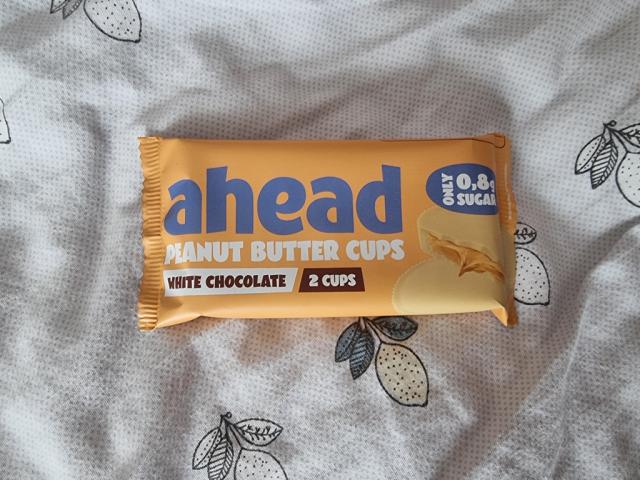 ahead
ONLY 0,8g
SUGAR
PEANUT BUTTER CUPS
WHITE CHOCOLATE 2 CUPS